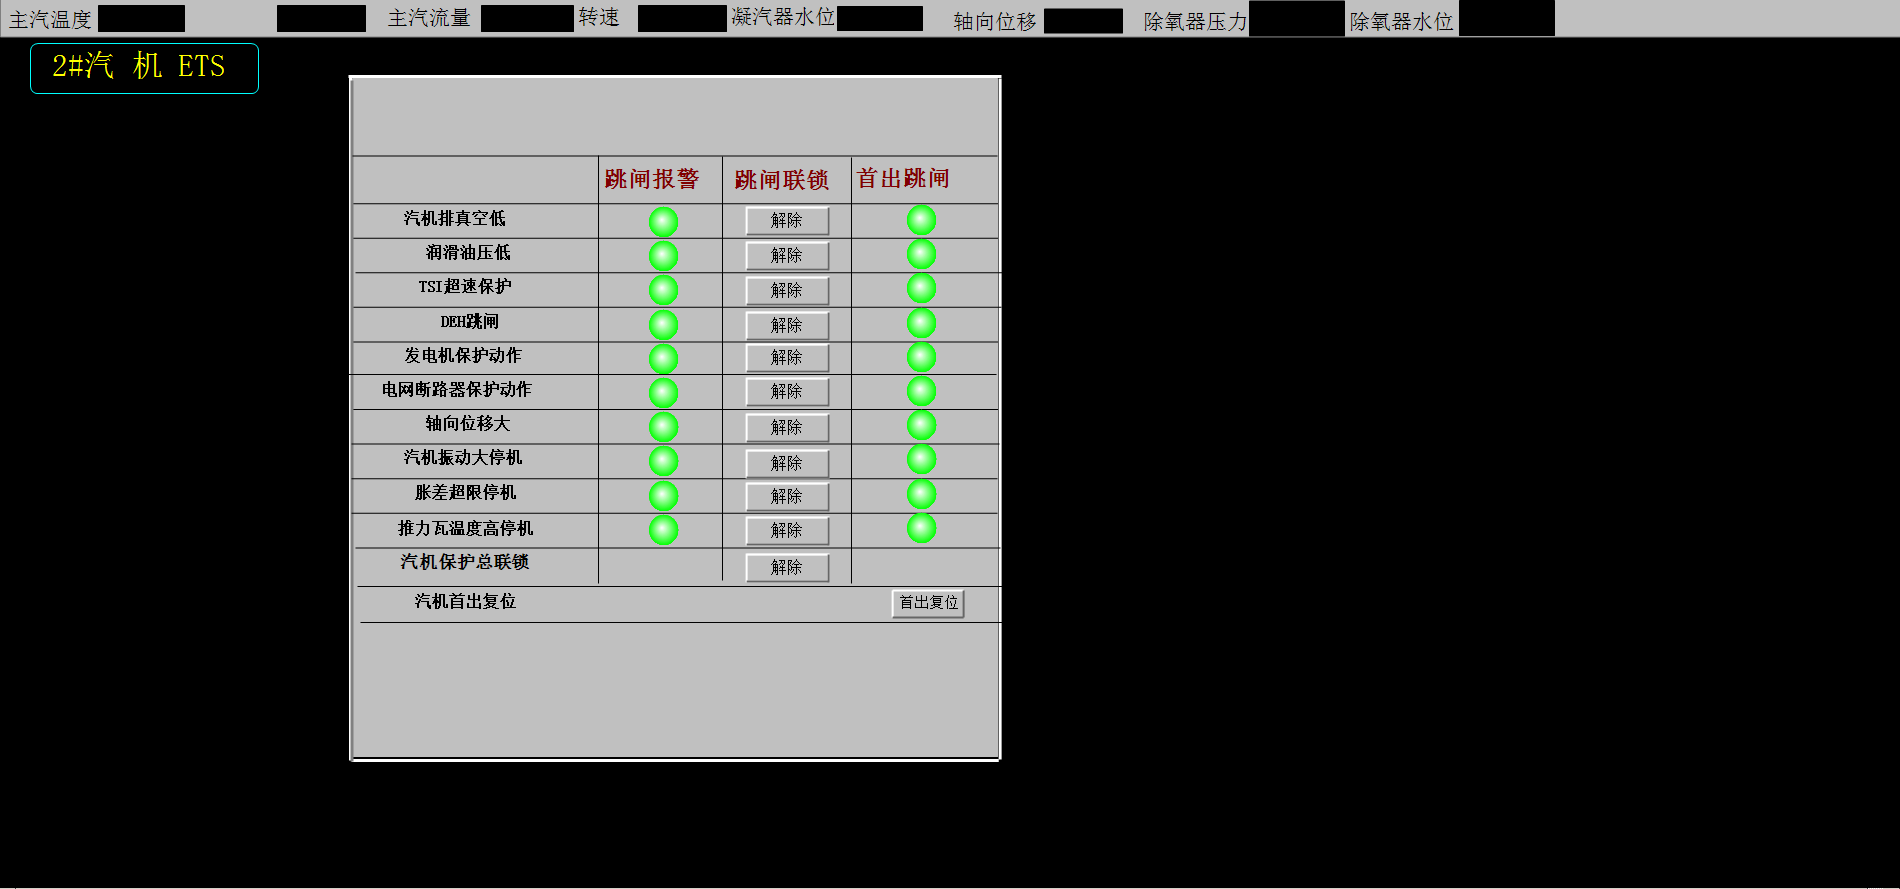 主汽温度 主汽流量 转速 凝汽器水位 轴向位移 除氧器压力 除氧器水位
2#汽 机 ETS
跳闸报警 跳闸联锁 首出跳闸
汽机排真空低 解除
润滑油压低 解除
TSI超速保护 解除
DEH跳闸 解除
发电机保护动作 解除
电网断路器保护动作 解除
轴向位移大 解除
汽机振动大停机 解除
胀差超限停机 解除
推力瓦温度高停机 解除
汽机保护总联锁 解除
汽机首出复位 首出复位